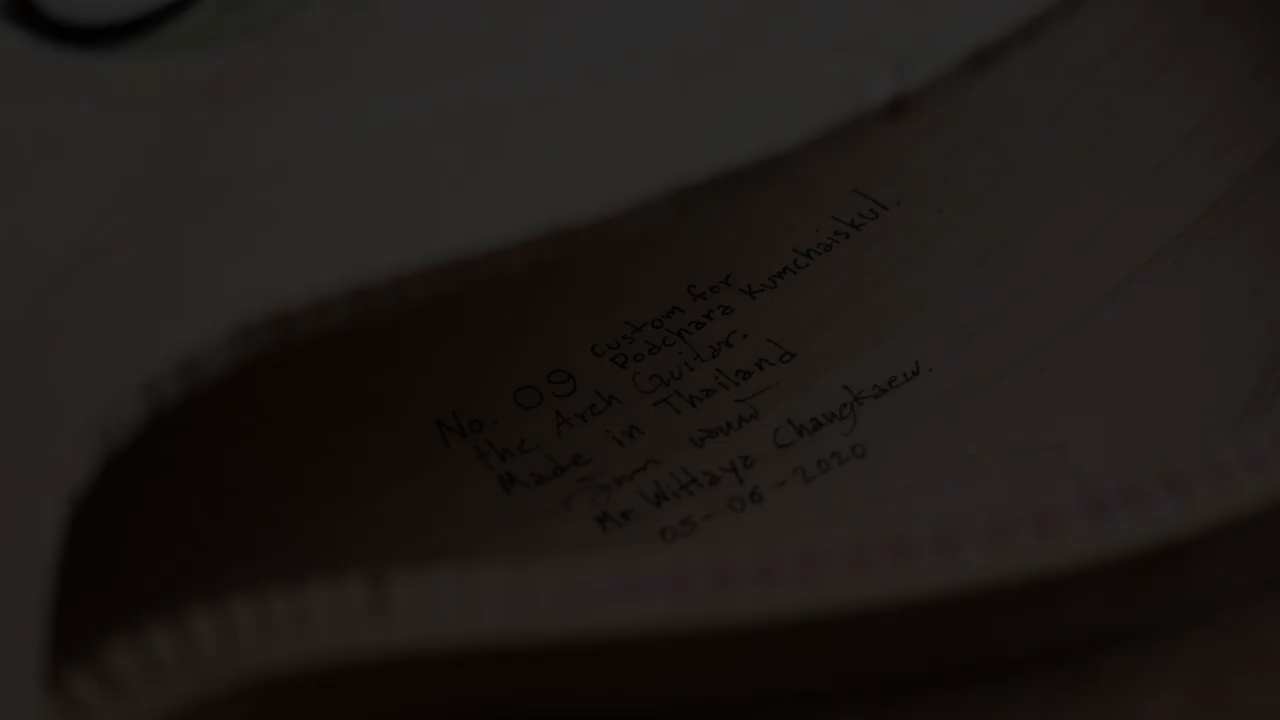 custom for
No. 09 Podchara Kumchaiskul.
the Arch Guitar.
Made in Thailand
Mr. Wittaya Changkaew.
05-06-2020